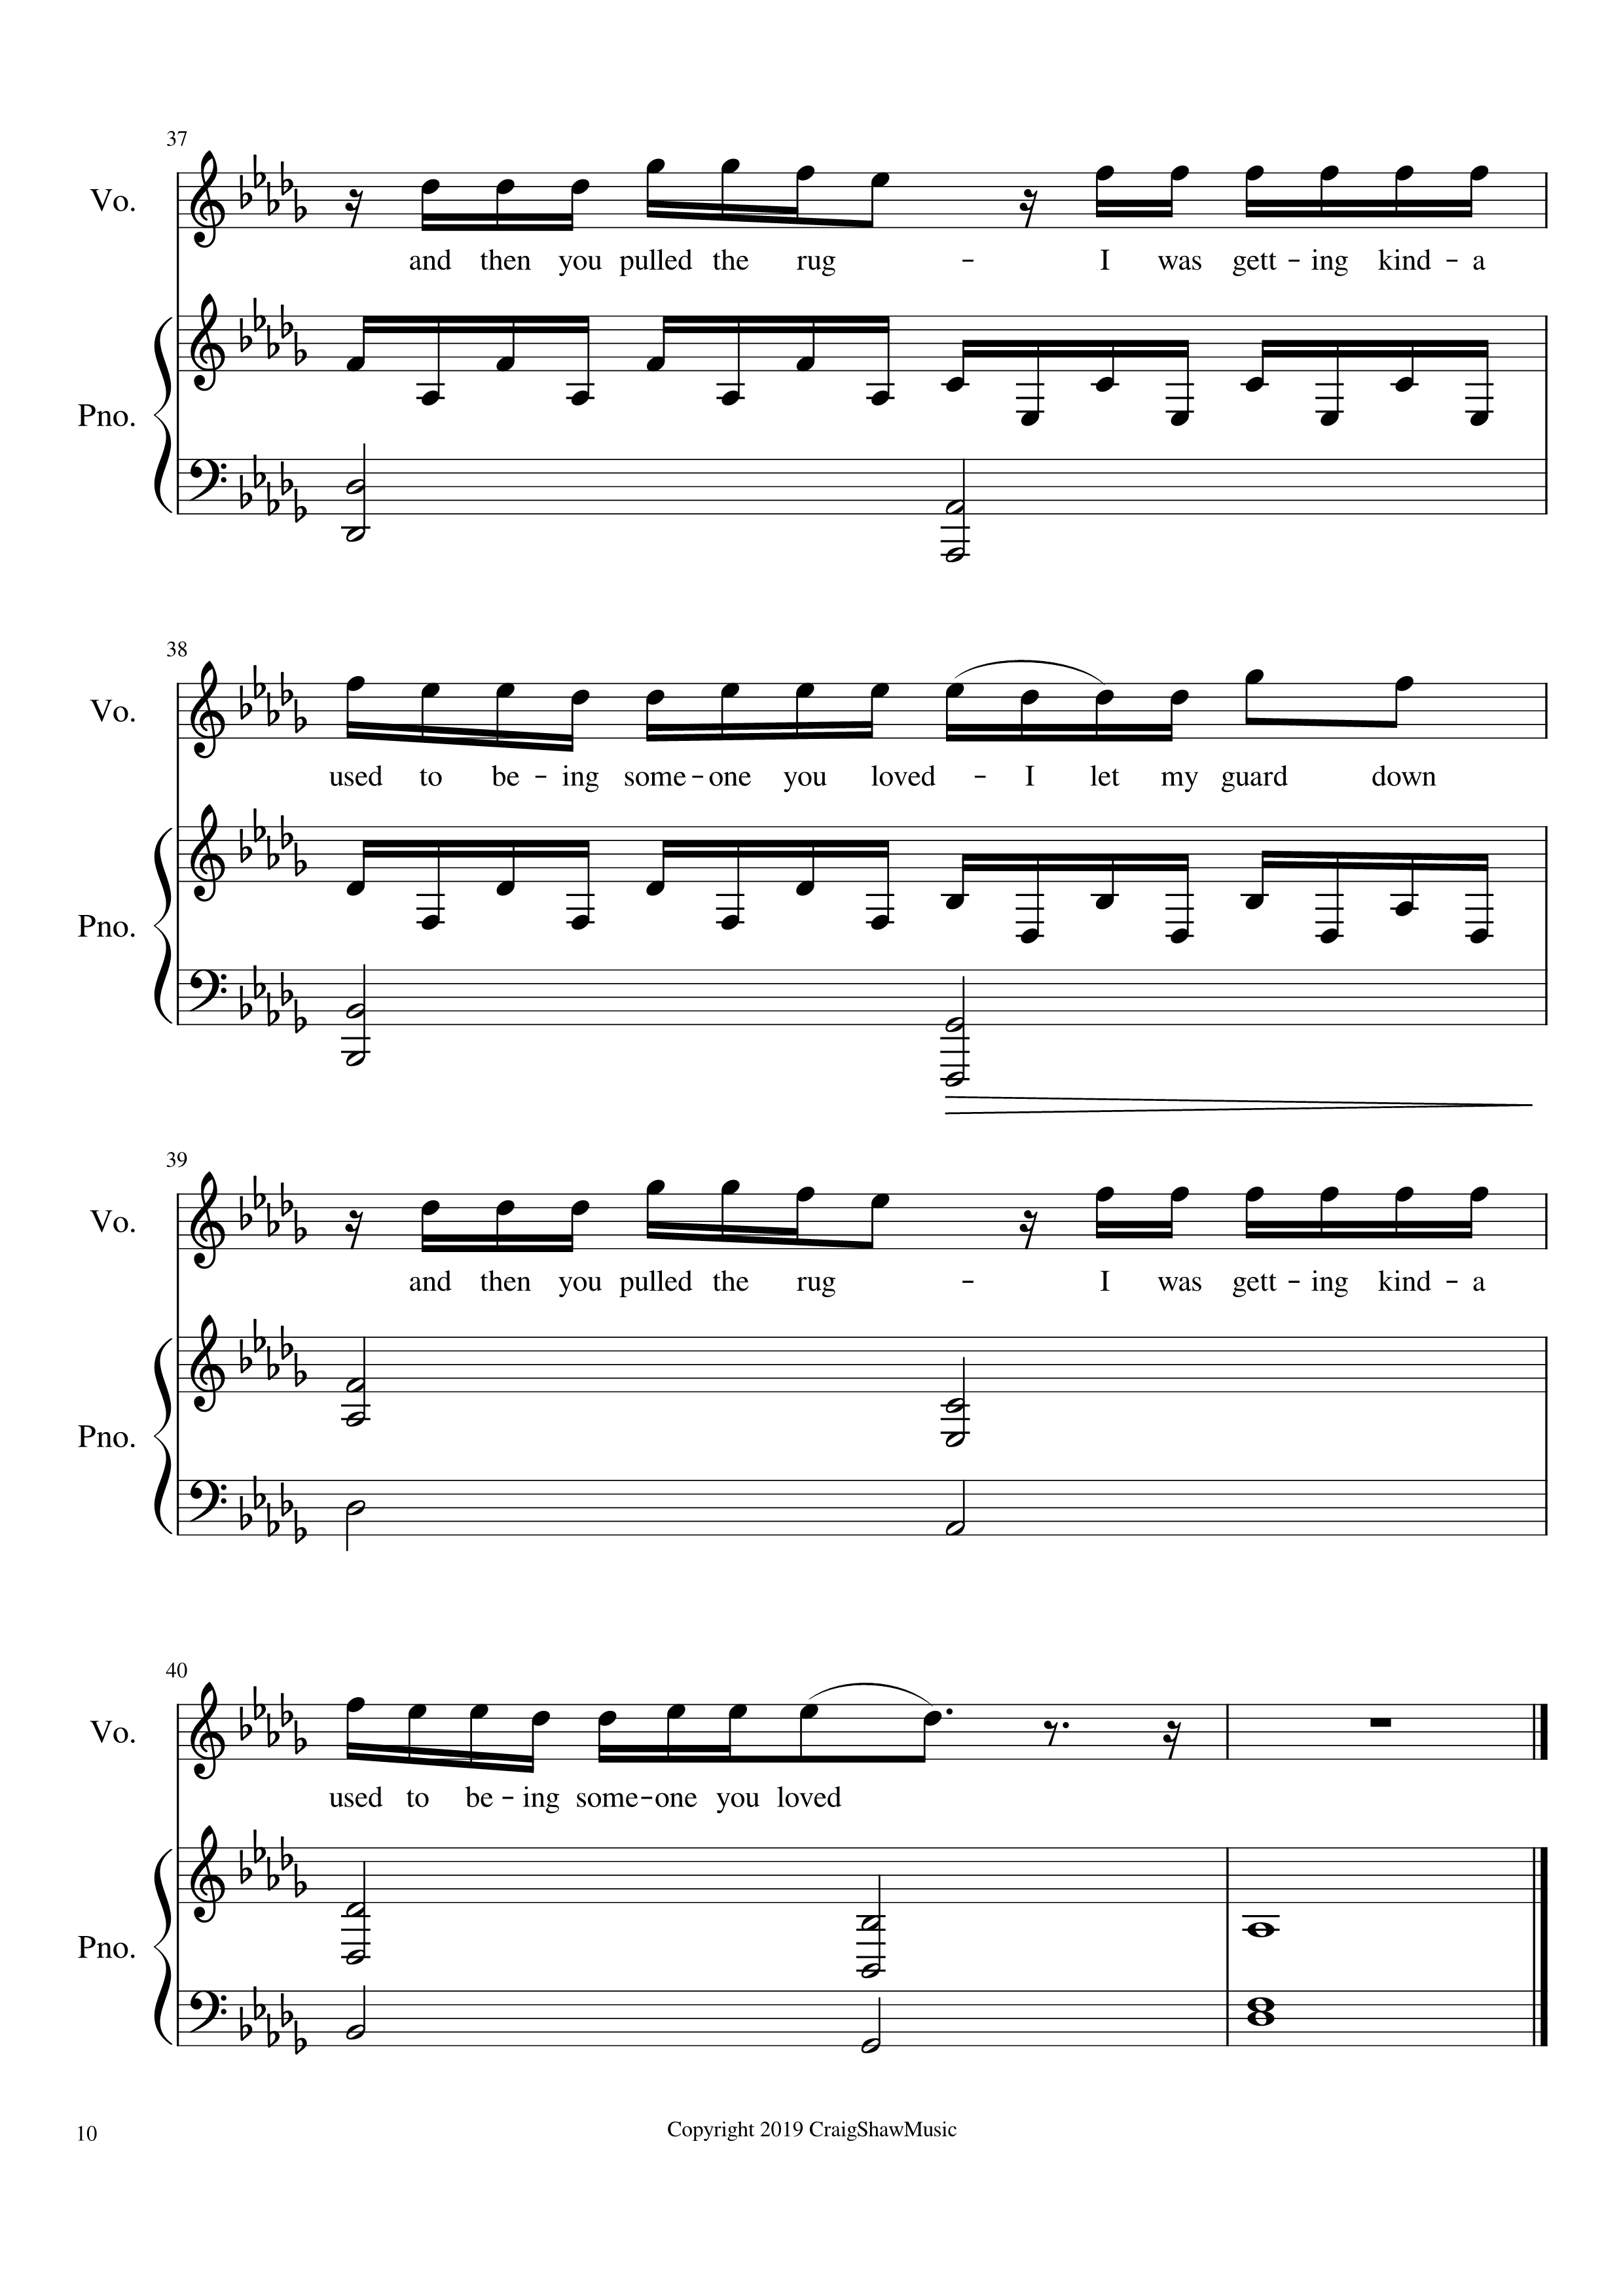 37
Vo.
and then you pulled the rug - I was gett - ing kind - a
Pno.
38
Vo.
used to be - ing some - one you loved - I let my guard down
Pno.
39
Vo.
and then you pulled the rug - I was gett - ing kind - a
Pno.
40
Vo.
used to be - ing some - one you loved
Pno.
10
Copyright 2019 CraigShawMusic